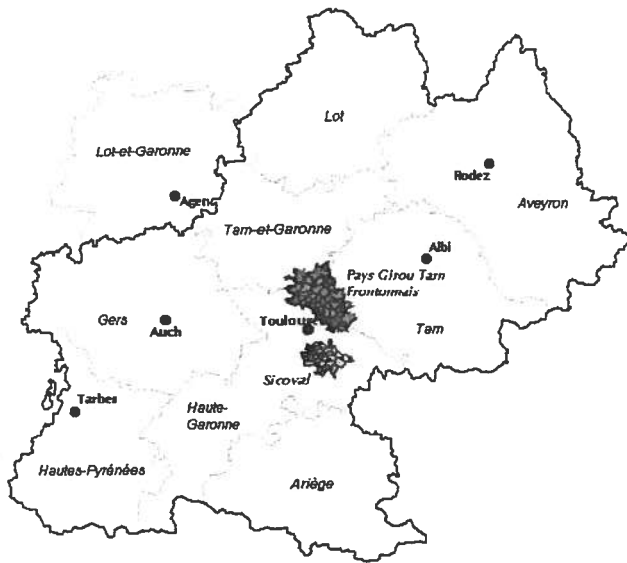 Lot
Lot-et-Garonne
Rodez
Agen
Aveyron
Tarn-et-Garonne
Albi
Pays Girou Tarn
Frontonnais
Gers
Auch
Toulouse
Tarn
Sicoval
Tarbes
Haute-
Garonne
Hautes-Pyrénées
Ariège